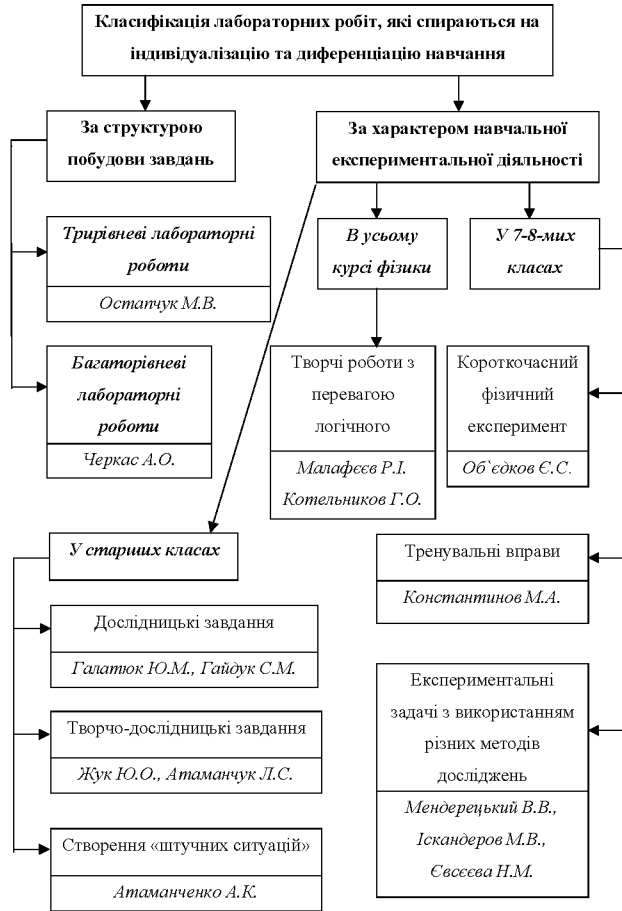 Класифікація лабораторних робіт, які спираються на
індивідуалізацію та диференціацію навчання
За структурою
побудови завдань
За характером навчальної
експериментальної діяльності
Трирівневі лабораторні
роботи
Остапчук М.В.
В усьому
курсі фізики
У 7-8-мих
класах
Багаторівневі
лабораторні
роботи
Черкас А.О.
Творчі роботи з
перевагою
логічного
Малафєєв Р.І.
Котельников Г.О.
Короткочасний
фізичний
експеримент
Об`єдков Є.С.
У старших класах
Тренувальні вправи
Константинов М.А.
Дослідницькі завдання
Галатюк Ю.М., Гайдук С.М.
Творчо-дослідницькі завдання
Жук Ю.О., Атаманчук Л.С.
Створення «штучних ситуацій»
Атаманченко А.К.
Експериментальні
задачі з використанням
різних методів
досліджень
Мендерецький В.В.,
Іскандеров М.В.,
Євсєєва Н.М.